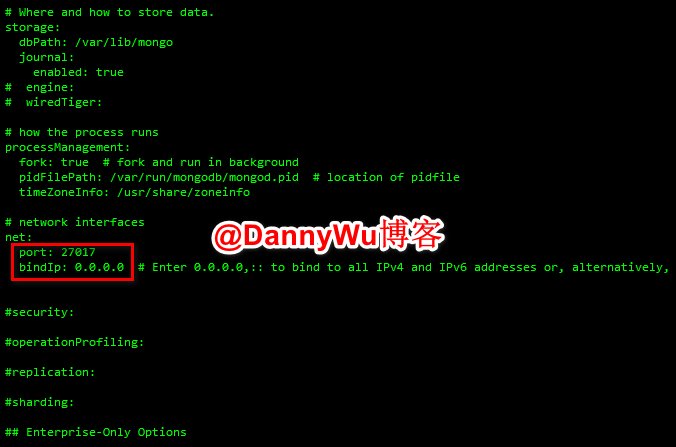 # Where and how to store data.
storage:
  dbPath: /var/lib/mongo
  journal:
    enabled: true
#  engine:
#  wiredTiger:
# how the process runs
processManagement:
  fork: true  # fork and run in background
  pidFilePath: /var/run/mongodb/mongod.pid  # location of pidfile
  timeZoneInfo: /usr/share/zoneinfo
# network interfaces
net:
@DannyWu博客
  port: 27017
  bindIp: 0.0.0.0  # Enter 0.0.0.0,:: to bind to all IPv4 and IPv6 addresses or, alternatively,
#security:
#operationProfiling:
#replication:
#sharding:
## Enterprise-Only Options